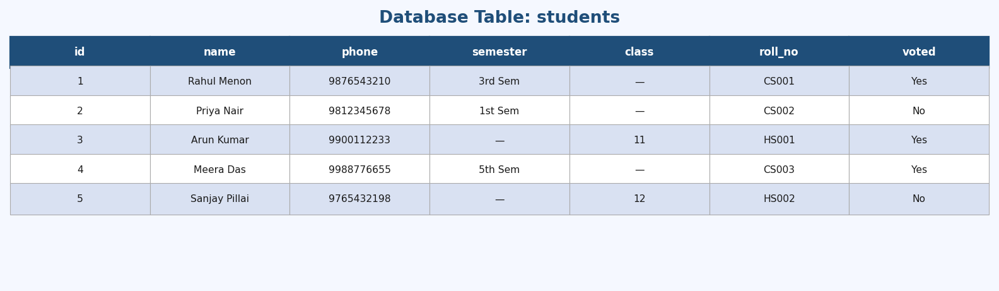 Database Table: students
id name phone semester class roll_no voted
1 Rahul Menon 9876543210 3rd Sem — CS001 Yes
2 Priya Nair 9812345678 1st Sem — CS002 No
3 Arun Kumar 9900112233 — 11 HS001 Yes
4 Meera Das 9988776655 5th Sem — CS003 Yes
5 Sanjay Pillai 9765432198 — 12 HS002 No